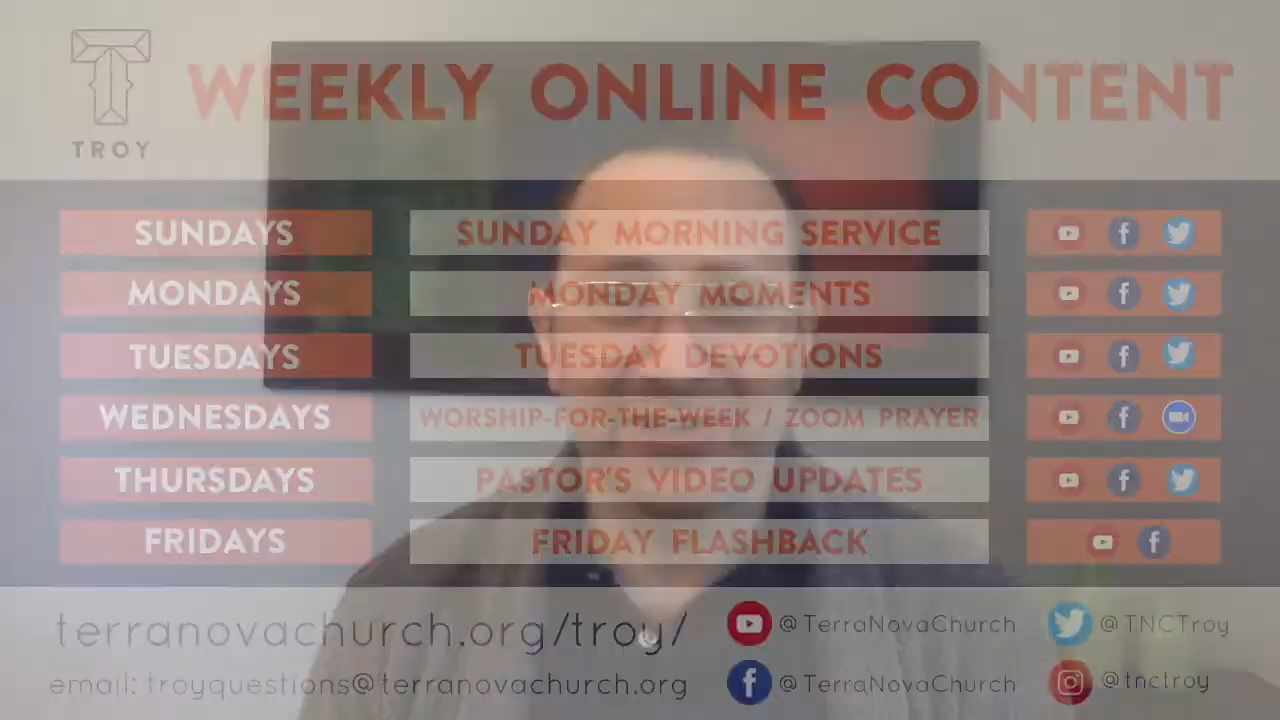 WEEKLY ONLINE CONTENT
TROY
SUNDAYS SUNDAY MORNING SERVICE
MONDAYS MONDAY MOMENTS
TUESDAYS TUESDAY DEVOTIONS
WEDNESDAYS WORSHIP-FOR-THE-WEEK / ZOOM PRAYER
THURSDAYS PASTOR'S VIDEO UPDATES
FRIDAYS FRIDAY FLASHBACK
terranovachurch.org/troy/ @TerraNovaChurch @TNCTroy
email: troyquestions@terranovachurch.org @TerraNovaChurch @tnctroy